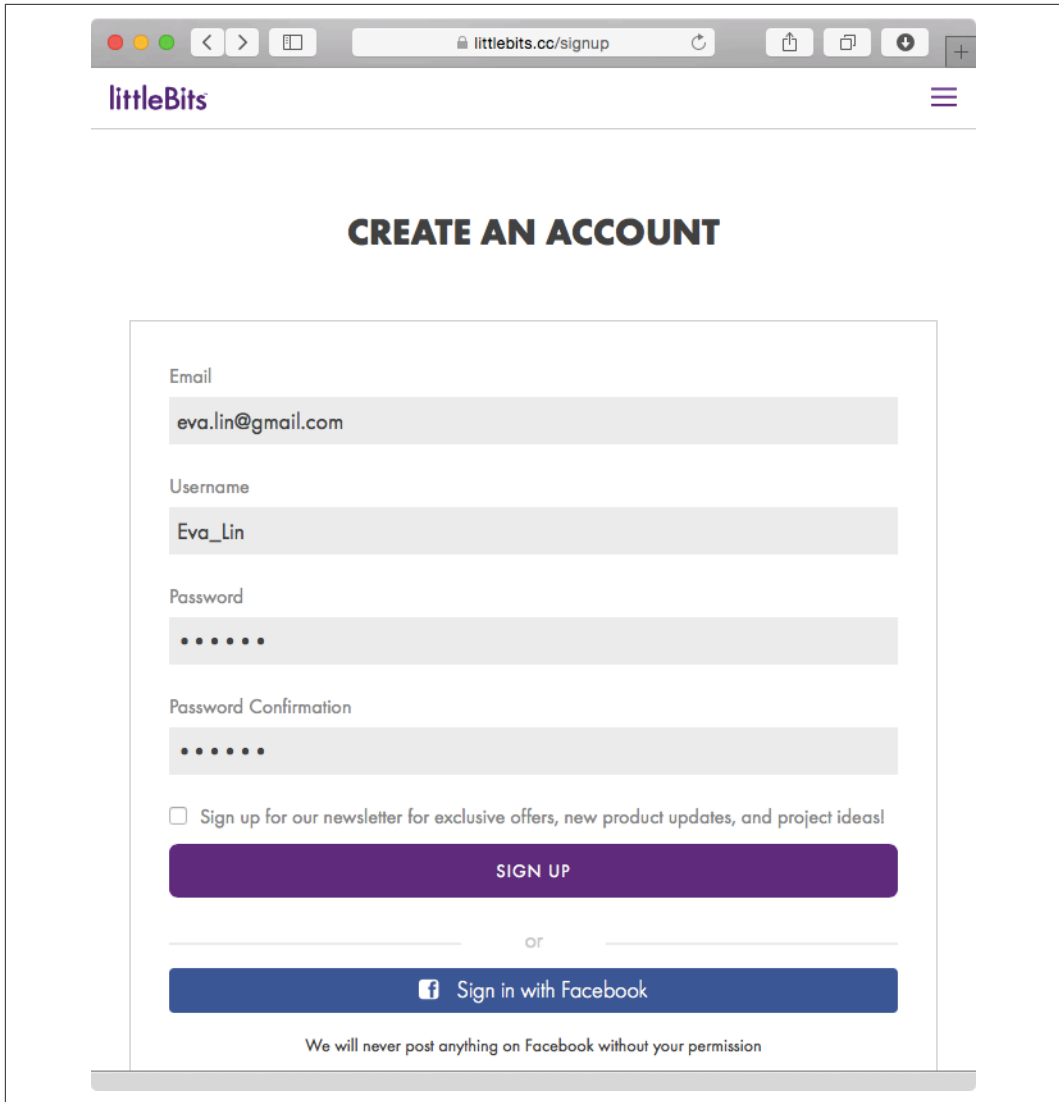 littlebits.cc/signup
littleBits
CREATE AN ACCOUNT
Email
eva.lin@gmail.com
Username
Eva_Lin
Password
••••••
Password Confirmation
••••••
Sign up for our newsletter for exclusive offers, new product updates, and project ideas!
SIGN UP
or
f Sign in with Facebook
We will never post anything on Facebook without your permission